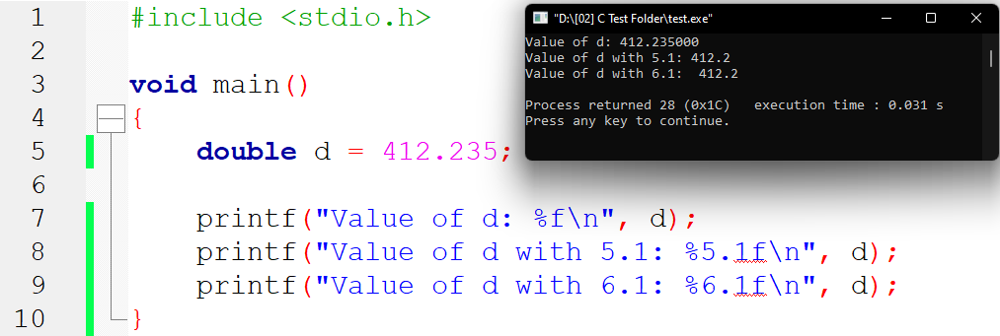 1 #include <stdio.h>
2
3 void main()
4 {
5 double d = 412.235;
6
7 printf("Value of d: %f\n", d);
8 printf("Value of d with 5.1: %5.1f\n", d);
9 printf("Value of d with 6.1: %6.1f\n", d);
10 }
"D:\[02] C Test Folder\test.exe"
Value of d: 412.235000
Value of d with 5.1: 412.2
Value of d with 6.1:  412.2
Process returned 28 (0x1C)   execution time : 0.031 s
Press any key to continue.